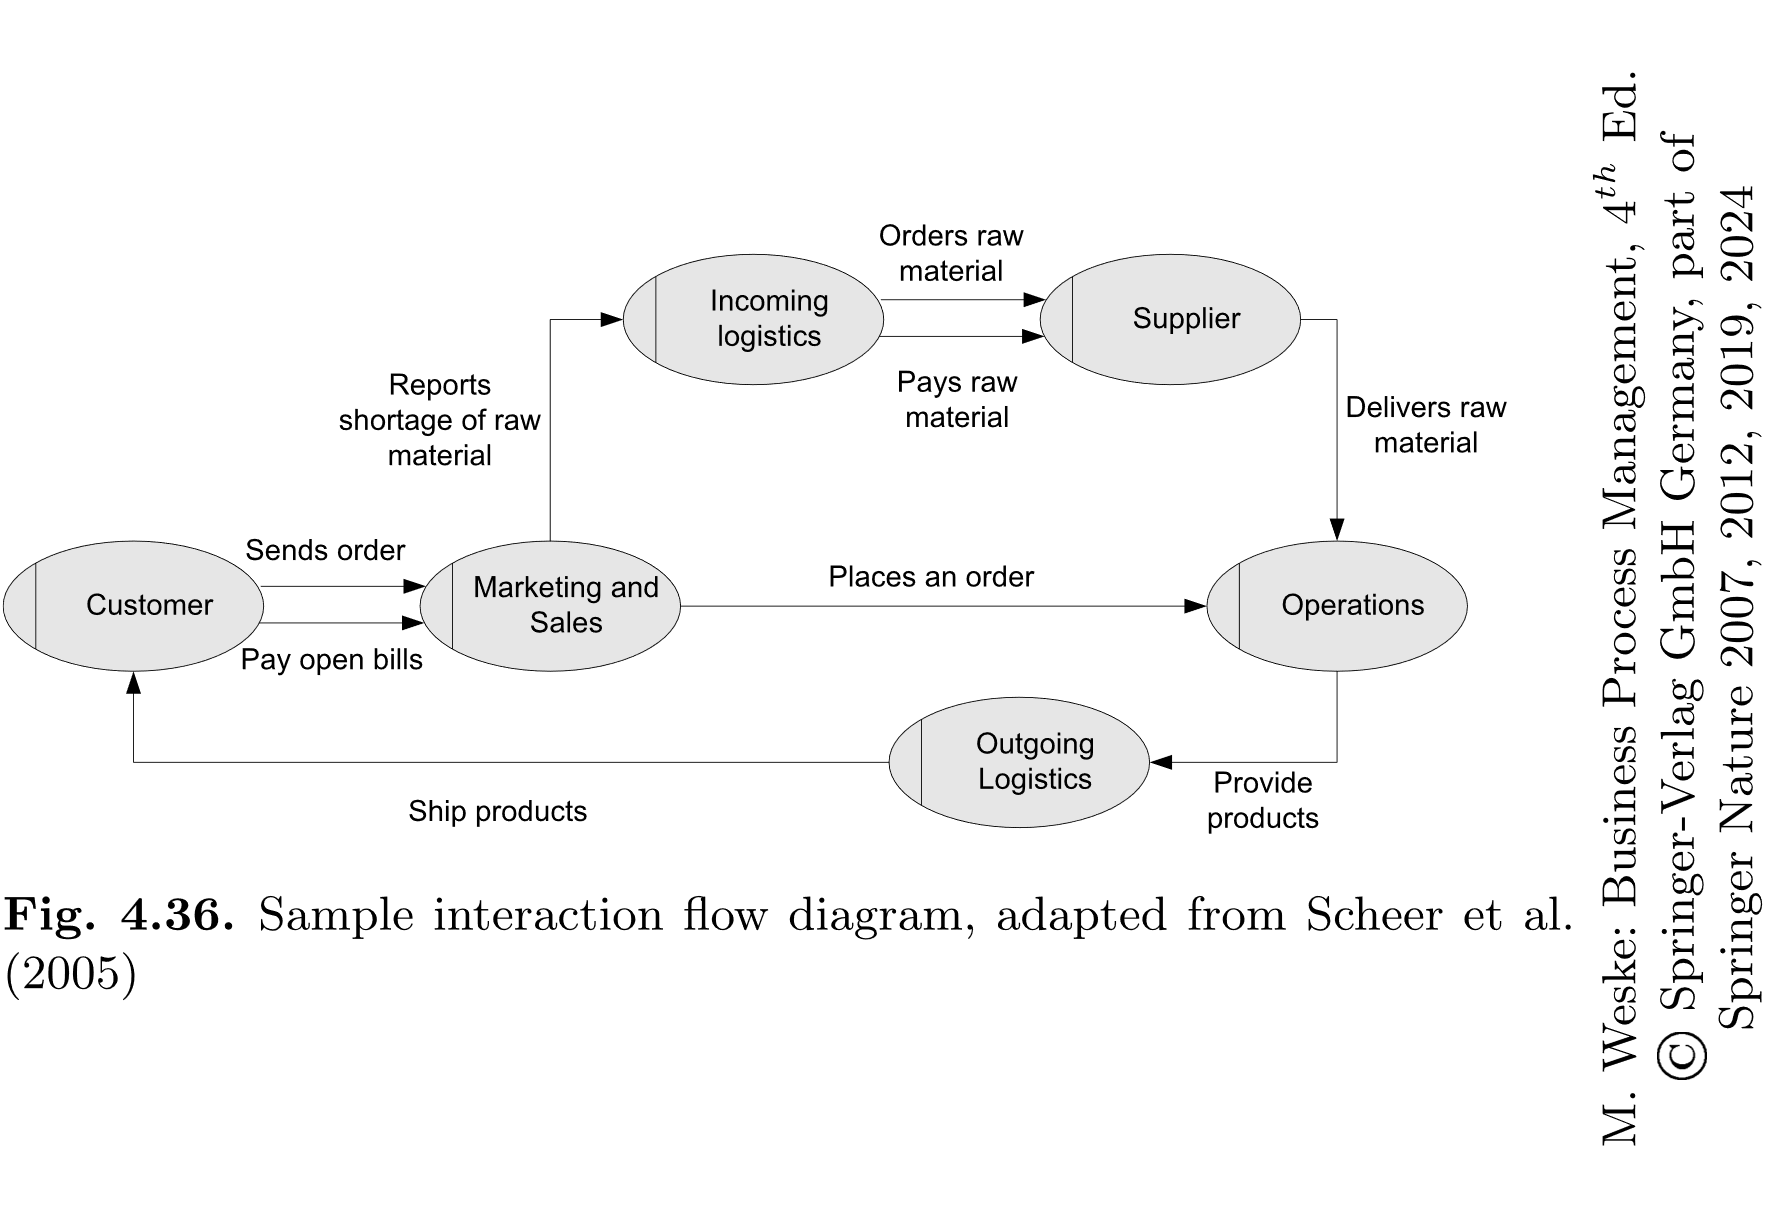 Orders raw
material
Incoming
logistics
Supplier
Pays raw
material
Reports
shortage of raw
material
Delivers raw
material
Sends order
Customer
Pay open bills
Marketing and
Sales
Places an order
Operations
Outgoing
Logistics
Provide
products
Ship products
Fig. 4.36. Sample interaction flow diagram, adapted from Scheer et al.
(2005)
M. Weske: Business Process Management, 4th Ed.
© Springer-Verlag GmbH Germany, part of
Springer Nature 2007, 2012, 2019, 2024